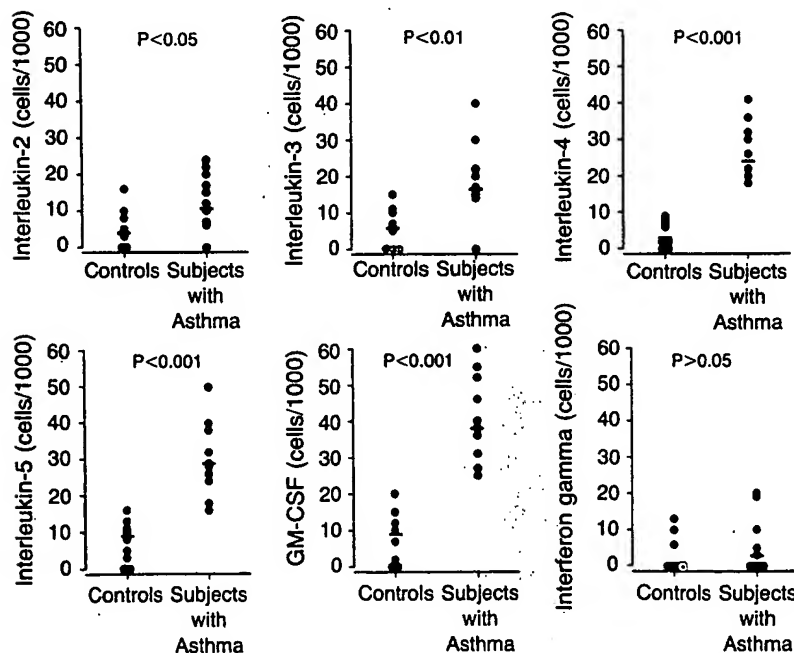 Interleukin-2 (cells/1000)
60
50
40
30
20
10
0
P<0.05
Controls
Subjects
with
Asthma
Interleukin-3 (cells/1000)
60
50
40
30
20
10
0
P<0.01
Controls
Subjects
with
Asthma
Interleukin-4 (cells/1000)
60
50
40
30
20
10
0
P<0.001
Controls
Subjects
with
Asthma
Interleukin-5 (cells/1000)
60
50
40
30
20
10
0
P<0.001
Controls
Subjects
with
Asthma
GM-CSF (cells/1000)
60
50
40
30
20
10
0
P<0.001
Controls
Subjects
with
Asthma
Interferon gamma (cells/1000)
60
50
40
30
20
10
0
P>0.05
Controls
Subjects
with
Asthma